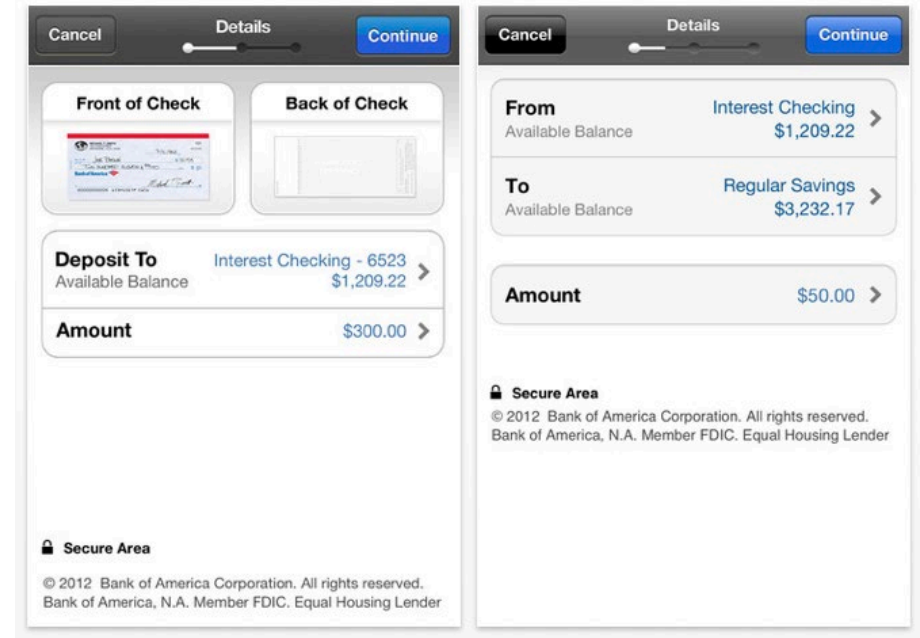 Cancel
Details
Continue
Front of Check
Back of Check
Bank of America
Deposit To
Interest Checking - 6523
Available Balance
$1,209.22
Amount
$300.00
Secure Area
© 2012 Bank of America Corporation. All rights reserved.
Bank of America, N.A. Member FDIC. Equal Housing Lender
Cancel
Details
Continue
From
Interest Checking
Available Balance
$1,209.22
To
Regular Savings
Available Balance
$3,232.17
Amount
$50.00
Secure Area
© 2012 Bank of America Corporation. All rights reserved.
Bank of America, N.A. Member FDIC. Equal Housing Lender